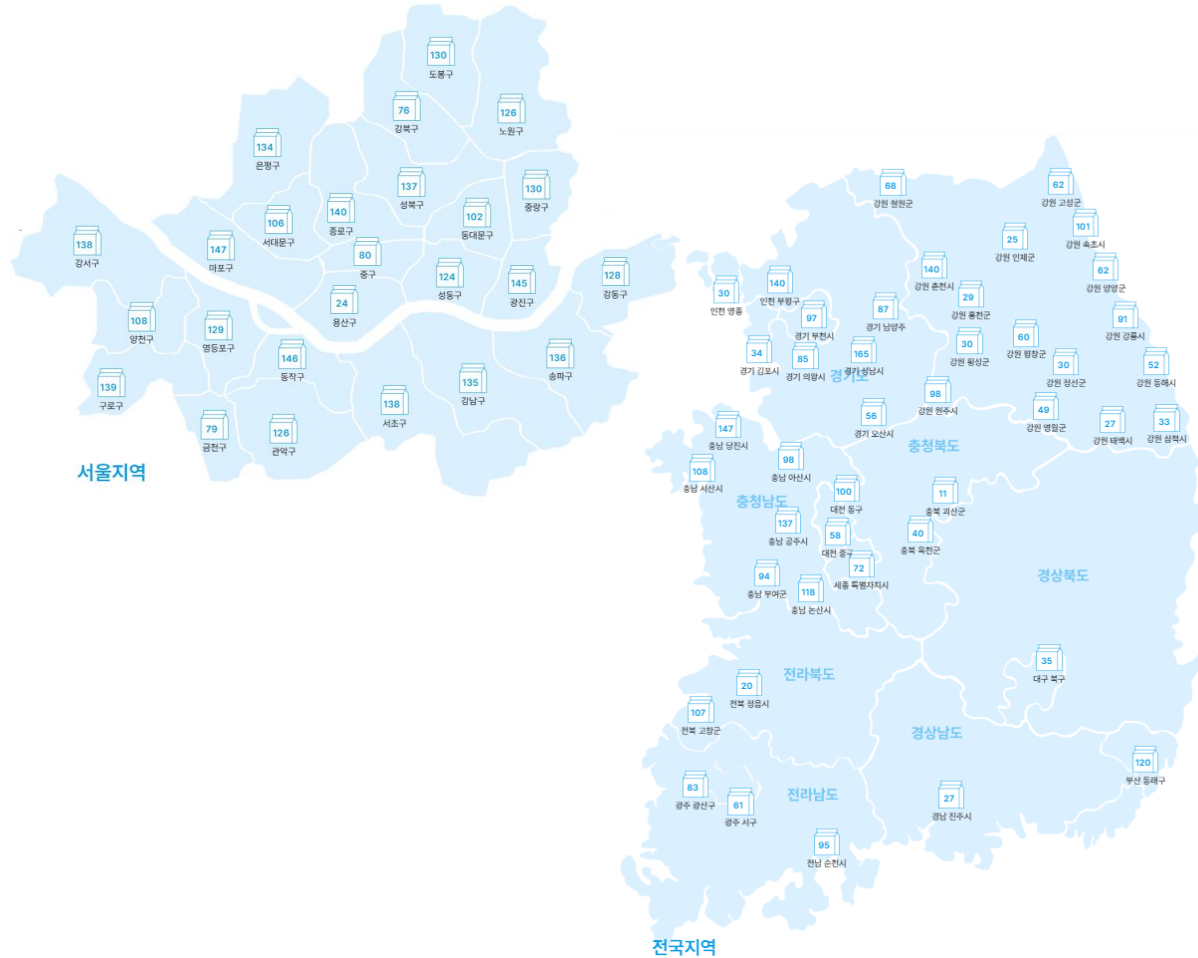 130
도봉구
76
강북구
126
노원구
134
은평구
137
성북구
130
중랑구
106
서대문구
140
종로구
102
동대문구
138
강서구
147
마포구
80
중구
124
성동구
145
광진구
128
강동구
24
용산구
108
양천구
129
영등포구
146
동작구
136
송파구
139
구로구
135
강남구
138
서초구
79
금천구
126
관악구
서울지역
68
강원 철원군
62
강원 고성군
101
강원 속초시
25
강원 인제군
140
강원 춘천시
62
강원 양양군
30
인천 영종
140
인천 부평구
29
강원 홍천군
87
경기 남양주
97
경기 부천시
91
강원 강릉시
34
경기 김포시
85
경기 의왕시
165
경기 성남시
경기도
30
강원 횡성군
60
강원 평창군
30
강원 정선군
52
강원 동해시
98
강원 원주시
56
경기 오산시
49
강원 영월군
27
강원 태백시
33
강원 삼척시
충청북도
147
충남 당진시
98
충남 아산시
108
충남 서산시
100
대전 동구
충청남도
11
충북 괴산군
137
충남 공주시
58
대전 중구
40
충북 옥천군
72
세종 특별자치시
94
충남 부여군
118
충남 논산시
경상북도
35
대구 북구
전라북도
20
전북 정읍시
107
전북 고창군
경상남도
120
부산 동래구
83
광주 광산구
61
광주 서구
전라남도
27
경남 진주시
95
전남 순천시
전국지역